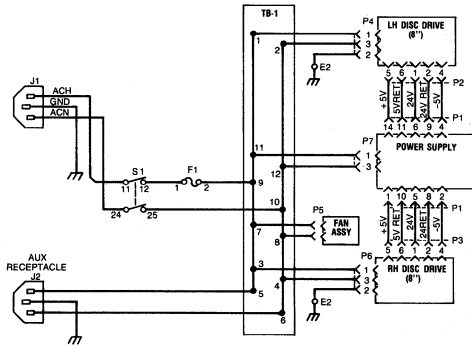 TB-1
P4
LH DISC DRIVE
(8")
1
3
2
1
2
E2
5 6 1 2 4
P2
+5V
5VRET
24V
24V RET
-5V
P1
14 11 6 9 4
J1
ACH
GND
ACN
S1
11 12
F1
1 2
24 25
11
12
9
10
P7
1
3
POWER SUPPLY
1 10 5 8 2
P1
+5V
5V RET
24V
24RET
-5V
P3
5 6 1 2 4
7
8
P5
FAN
ASSY
AUX
RECEPTACLE
J2
3
4
5
6
P6
1
3
2
RH DISC DRIVE
(8")
E2